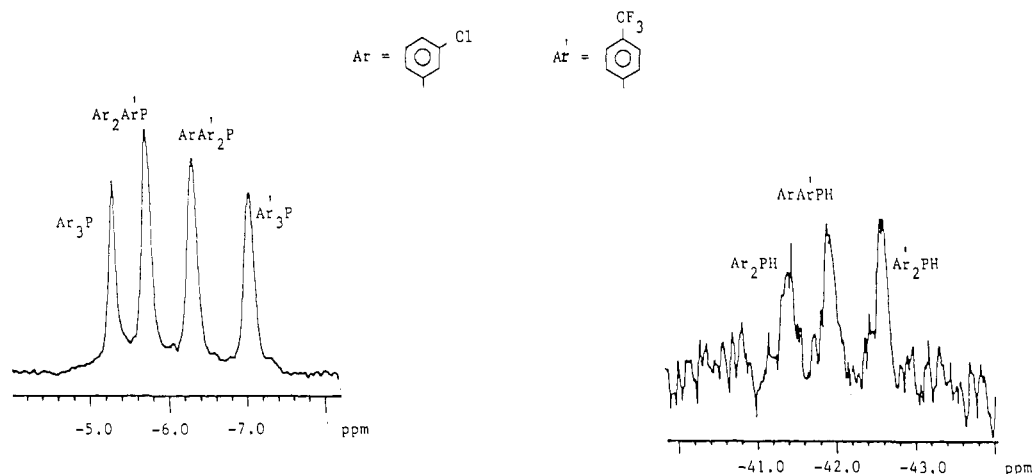 Ar = Cl
Ar' = CF3
Ar2Ar'P
ArAr'2P
Ar3P
Ar'3P
ArAr'PH
Ar2PH
Ar'2PH
-5.0 -6.0 -7.0 ppm
-41.0 -42.0 -43.0 ppm